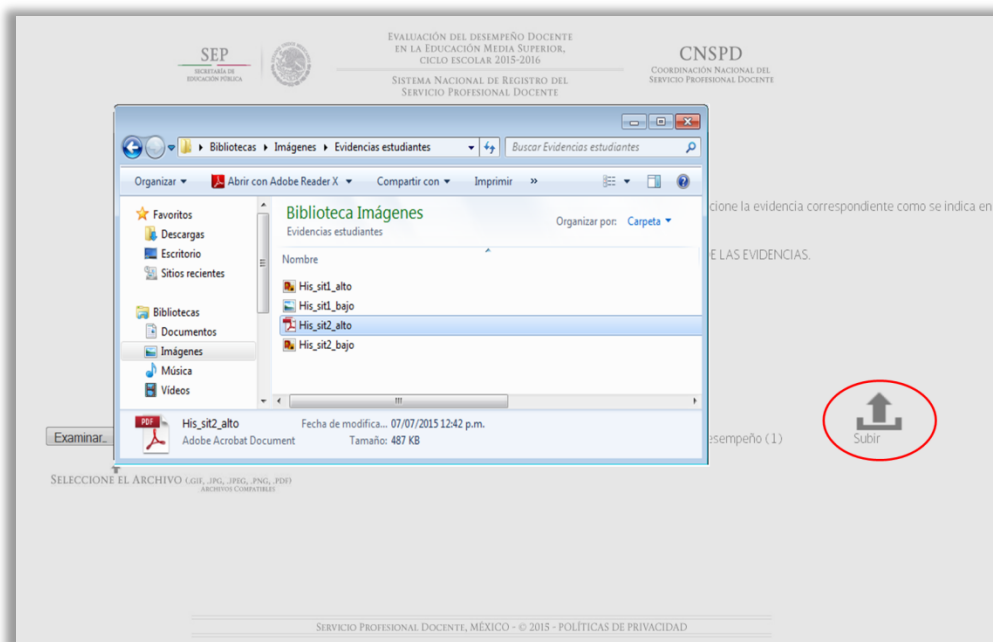 SEP
SECRETARÍA DE
EDUCACIÓN PÚBLICA
EVALUACIÓN DEL DESEMPEÑO DOCENTE
EN LA EDUCACIÓN MEDIA SUPERIOR,
CICLO ESCOLAR 2015-2016
SISTEMA NACIONAL DE REGISTRO DEL
SERVICIO PROFESIONAL DOCENTE
CNSPD
COORDINACIÓN NACIONAL DEL
SERVICIO PROFESIONAL DOCENTE
Bibliotecas Imágenes Evidencias estudiantes Buscar Evidencias estudiantes
Organizar Abrir con Adobe Reader X Compartir con Imprimir »
Favoritos
Descargas
Escritorio
Sitios recientes
Bibliotecas
Documentos
Imágenes
Música
Vídeos
Biblioteca Imágenes
Evidencias estudiantes
Organizar por: Carpeta
Nombre
His_sit1_alto
His_sit1_bajo
His_sit2_alto
His_sit2_bajo
PDF
His_sit2_alto Fecha de modifica... 07/07/2015 12:42 p.m.
Adobe Acrobat Document Tamaño: 487 KB
cione la evidencia correspondiente como se indica en
E LAS EVIDENCIAS.
Examinar..
esempeño (1)
Subir
SELECCIONE EL ARCHIVO (.GIF, .JPG, .JPEG, .PNG, .PDF)
ARCHIVOS COMPATIBLES
SERVICIO PROFESIONAL DOCENTE, MÉXICO - © 2015 - POLÍTICAS DE PRIVACIDAD